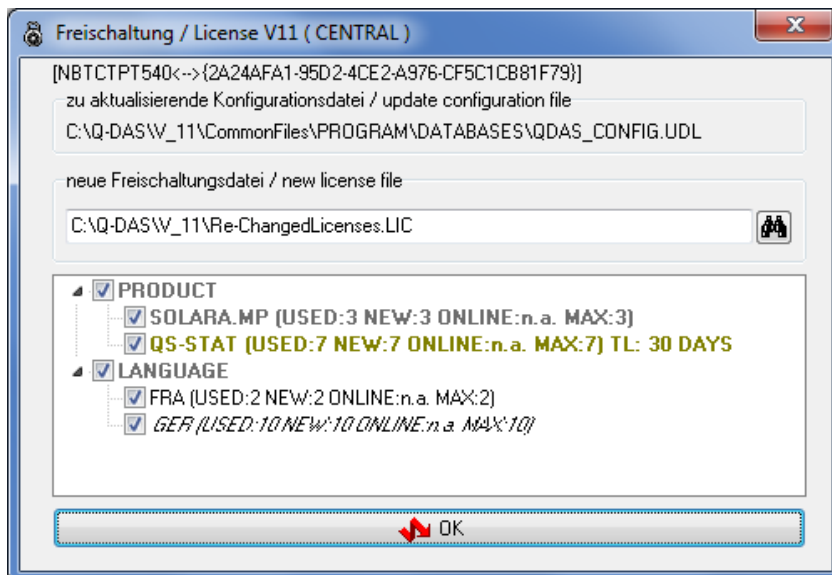 Freischaltung / License V11 ( CENTRAL )
[NBTCTPT540<-->{2A24AFA1-95D2-4CE2-A976-CF5C1CB81F79}]
zu aktualisierende Konfigurationsdatei / update configuration file
C:\Q-DAS\V_11\CommonFiles\PROGRAM\DATABASES\QDAS_CONFIG.UDL
neue Freischaltungsdatei / new license file
C:\Q-DAS\V_11\Re-ChangedLicenses.LIC
PRODUCT
SOLARA.MP (USED:3 NEW:3 ONLINE:n.a. MAX:3)
QS-STAT (USED:7 NEW:7 ONLINE:n.a. MAX:7) TL: 30 DAYS
LANGUAGE
FRA (USED:2 NEW:2 ONLINE:n.a. MAX:2)
GER (USED:10 NEW:10 ONLINE:n.a. MAX:10)
OK